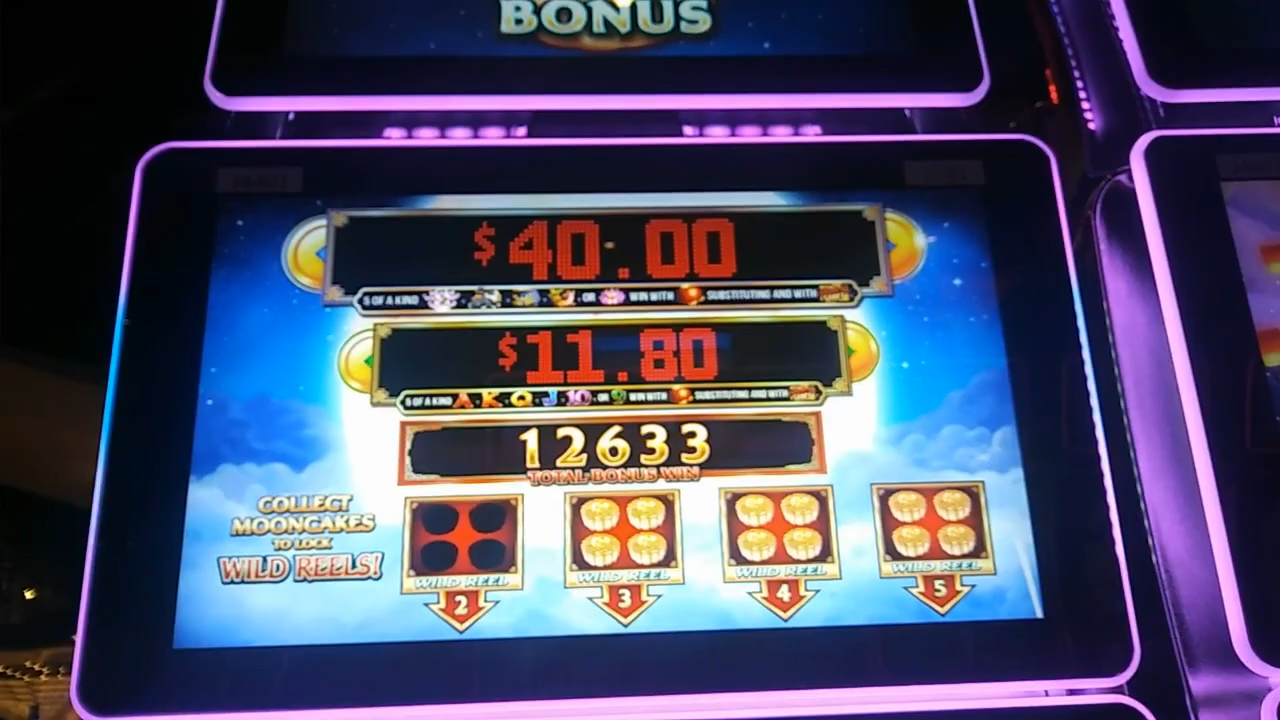 BONUS
$40.00
5 OF A KIND OR WIN WITH SUBSTITUTING AND WITH
$11.80
5 OF A KIND A K Q J 10 OR 9 WIN WITH SUBSTITUTING AND WITH
12633
TOTAL BONUS WIN
COLLECT
MOONCAKES
TO LOCK
WILD REELS!
WILD REEL WILD REEL WILD REEL WILD REEL
2 3 4 5